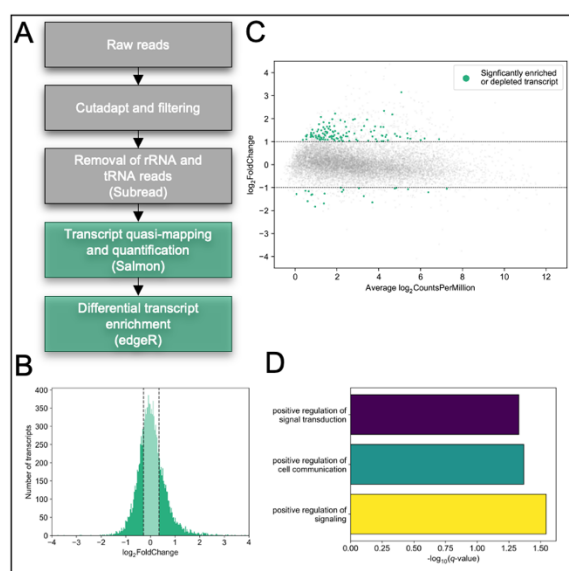 A
Raw reads
Cutadapt and filtering
Removal of rRNA and
tRNA reads
(Subread)
Transcript quasi-mapping
and quantification
(Salmon)
Differential transcript
enrichment
(edgeR)
B
400
350
300
250
200
150
100
50
0
Number of transcripts
−4 −3 −2 −1 0 1 2 3 4
log2FoldChange
C
Signficantly enriched
or depleted transcript
4
3
2
1
0
−1
−2
−3
−4
log2FoldChange
0 2 4 6 8 10 12
Average log2CountsPerMillion
D
positive regulation of
signal transduction
positive regulation of
cell communication
positive regulation of
signaling
0.00 0.25 0.50 0.75 1.00 1.25 1.50
-log10(q-value)